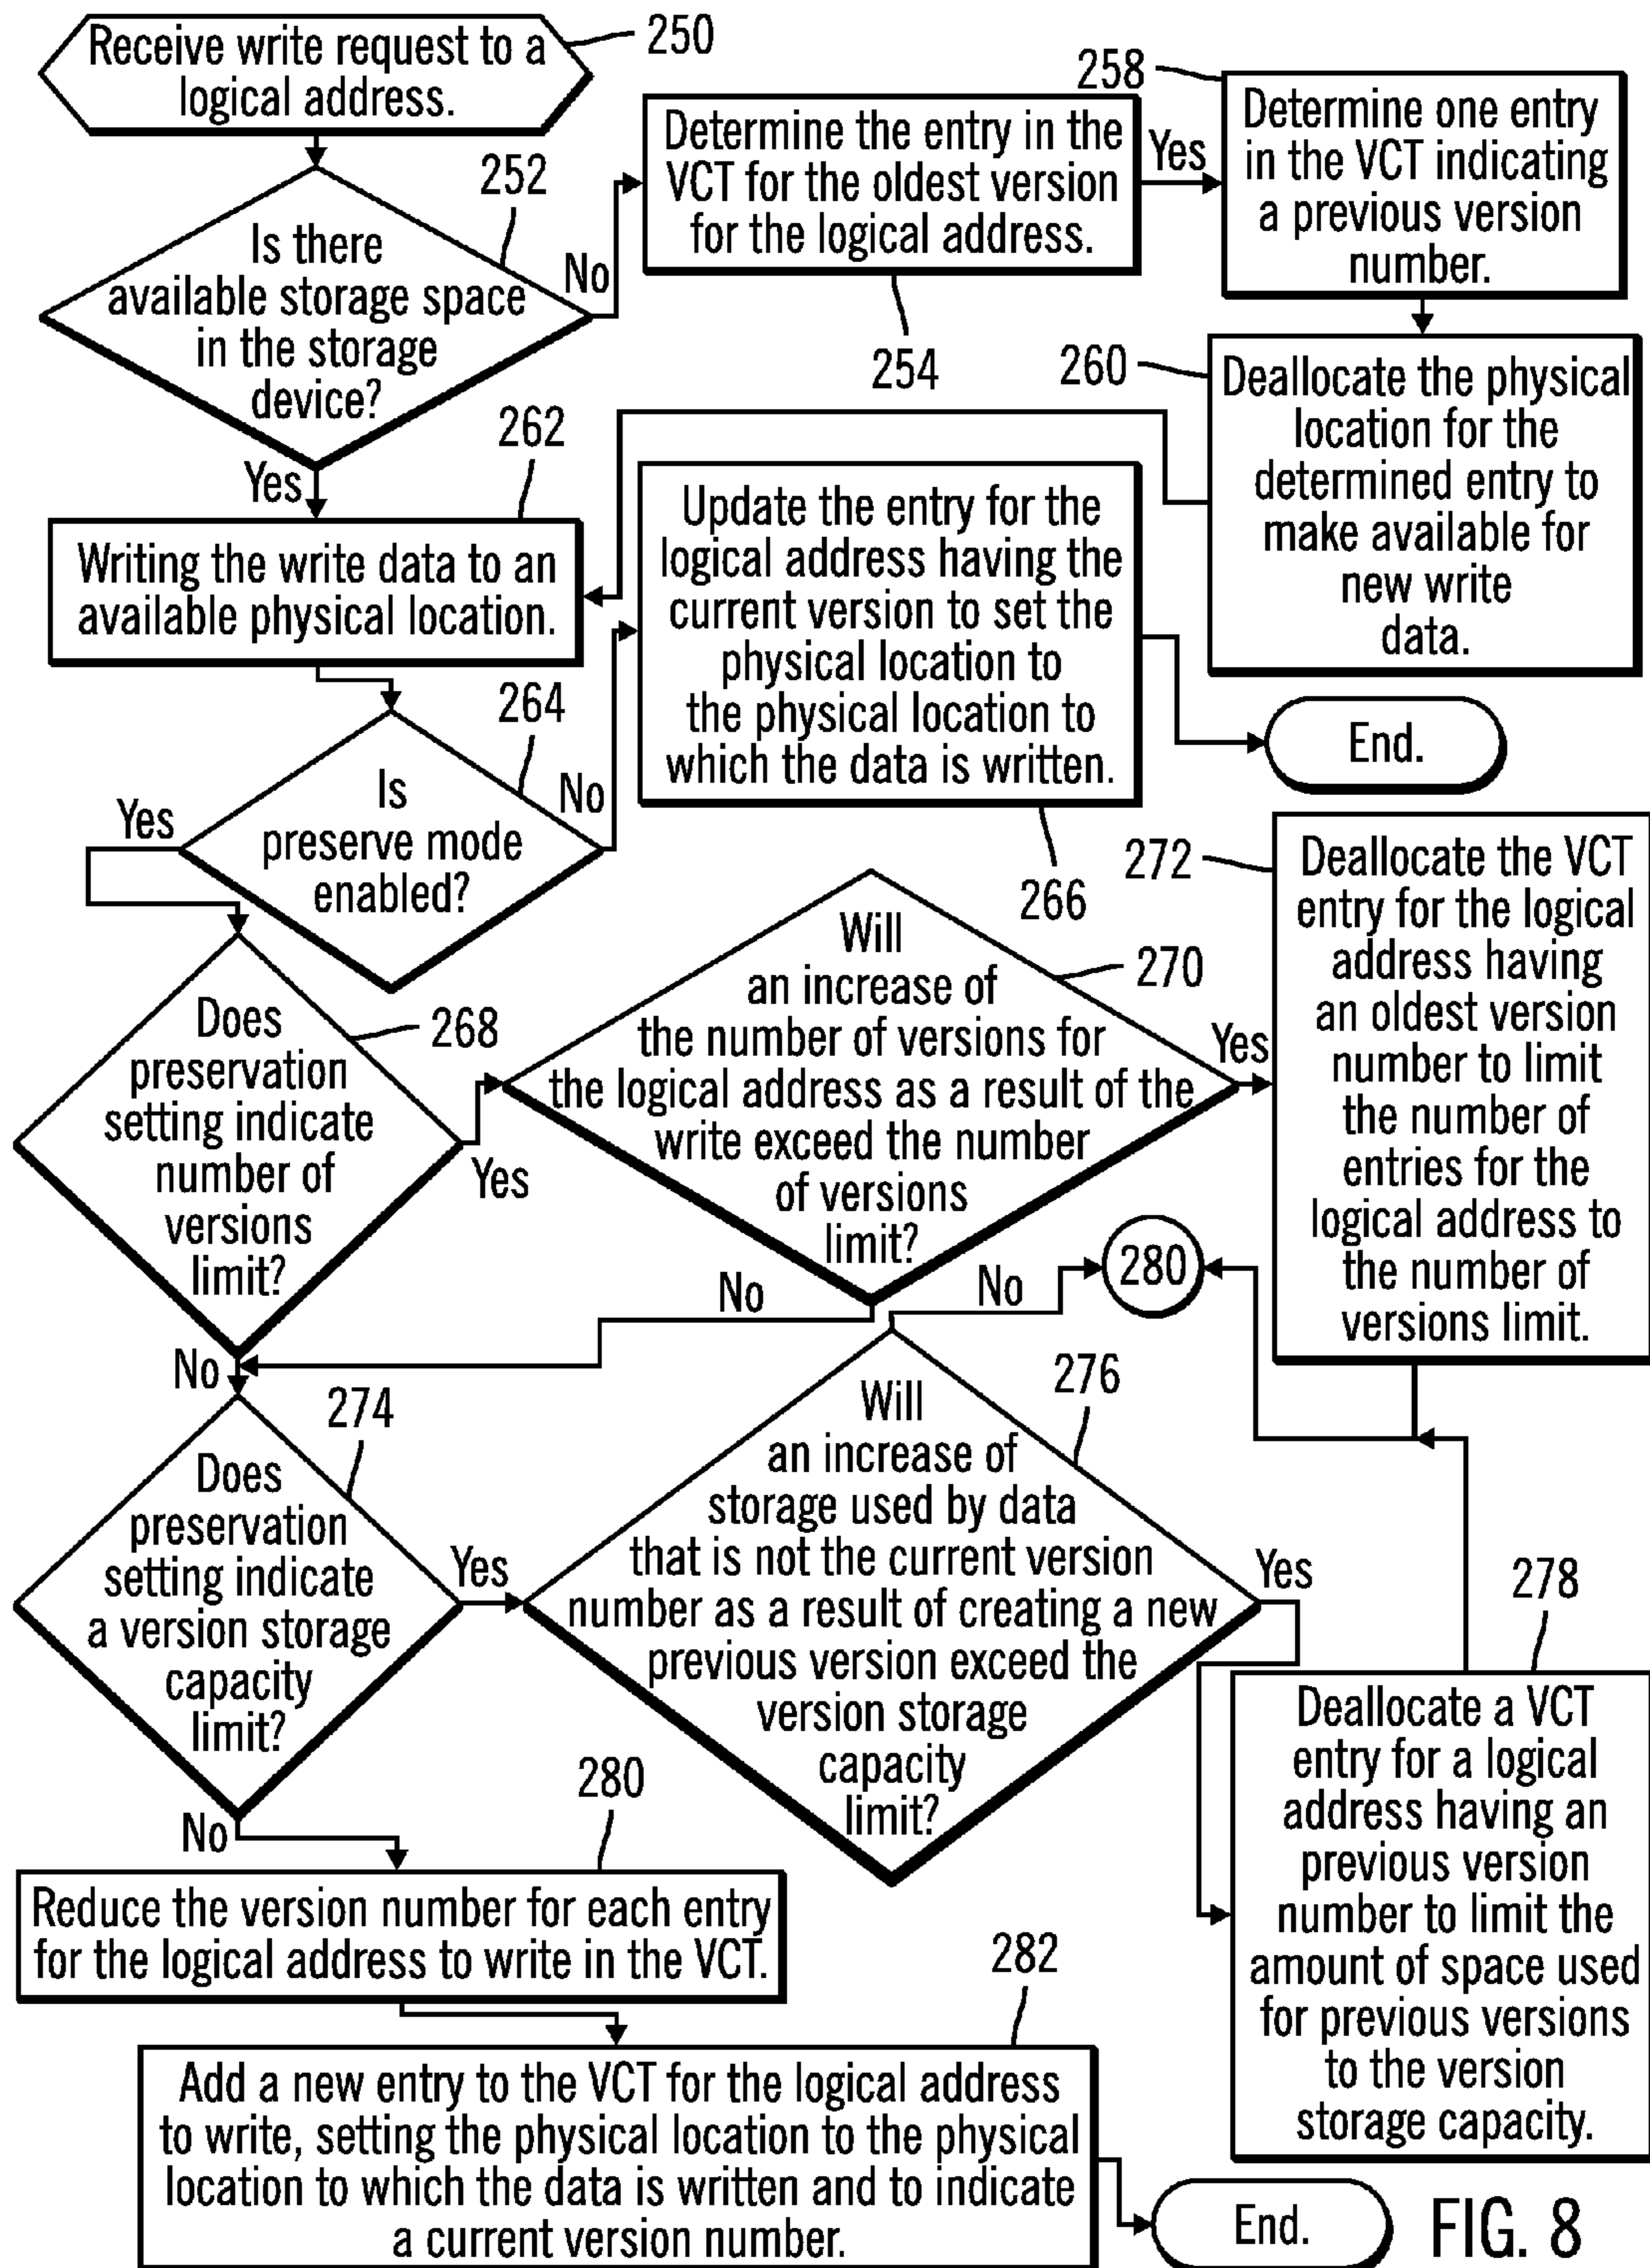 Receive write request to a
logical address.
250
Is there
available storage space
in the storage
device?
252
No
Yes
Determine the entry in the
VCT for the oldest version
for the logical address.
254
Yes
258
Determine one entry
in the VCT indicating
a previous version
number.
260
Deallocate the physical
location for the
determined entry to
make available for
new write
data.
262
Writing the write data to an
available physical location.
264
Is
preserve mode
enabled?
No
Yes
Update the entry for the
logical address having the
current version to set the
physical location to
the physical location to
which the data is written.
266
End.
268
Does
preservation
setting indicate
number of
versions
limit?
Yes
No
270
Will
an increase of
the number of versions for
the logical address as a result of the
write exceed the number
of versions
limit?
Yes
No
272
Deallocate the VCT
entry for the logical
address having
an oldest version
number to limit
the number of
entries for the
logical address to
the number of
versions limit.
280
No
274
Does
preservation
setting indicate
a version storage
capacity
limit?
Yes
No
276
Will
an increase of
storage used by data
that is not the current version
number as a result of creating a new
previous version exceed the
version storage
capacity
limit?
Yes
278
Deallocate a VCT
entry for a logical
address having an
previous version
number to limit the
amount of space used
for previous versions
to the version
storage capacity.
280
Reduce the version number for each entry
for the logical address to write in the VCT.
282
Add a new entry to the VCT for the logical address
to write, setting the physical location to the physical
location to which the data is written and to indicate
a current version number.
End.
FIG. 8